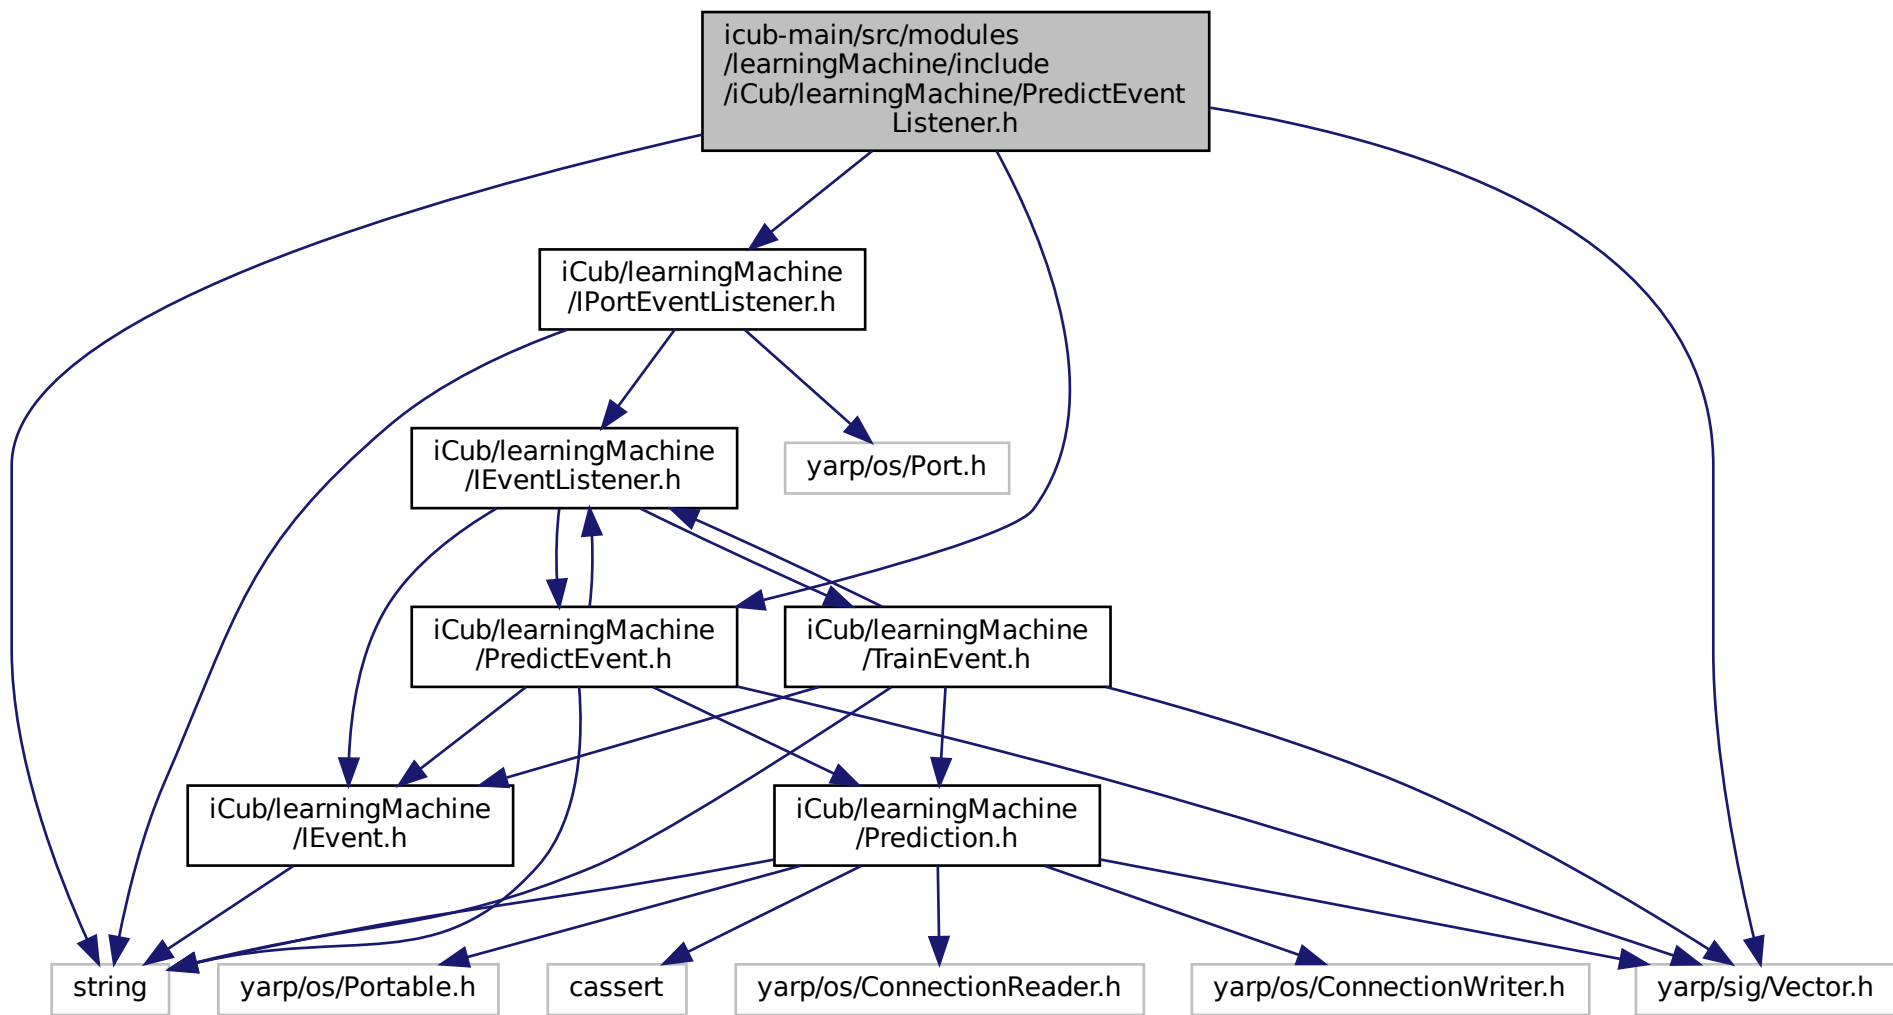 icub-main/src/modules
/learningMachine/include
/iCub/learningMachine/PredictEvent
Listener.h
iCub/learningMachine
/IPortEventListener.h
iCub/learningMachine
/IEventListener.h
yarp/os/Port.h
iCub/learningMachine
/PredictEvent.h
iCub/learningMachine
/TrainEvent.h
iCub/learningMachine
/IEvent.h
iCub/learningMachine
/Prediction.h
string
yarp/os/Portable.h
cassert
yarp/os/ConnectionReader.h
yarp/os/ConnectionWriter.h
yarp/sig/Vector.h